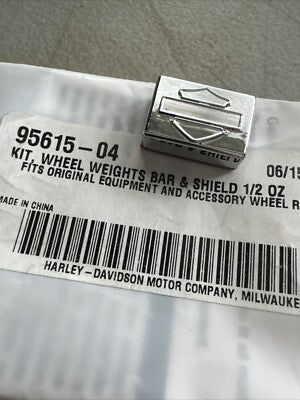 95615-04
KIT, WHEEL WEIGHTS BAR & SHIELD 1/2 OZ
06/15
FITS ORIGINAL EQUIPMENT AND ACCESSORY WHEEL R
MADE IN CHINA
HARLEY-DAVIDSON MOTOR COMPANY, MILWAUKE